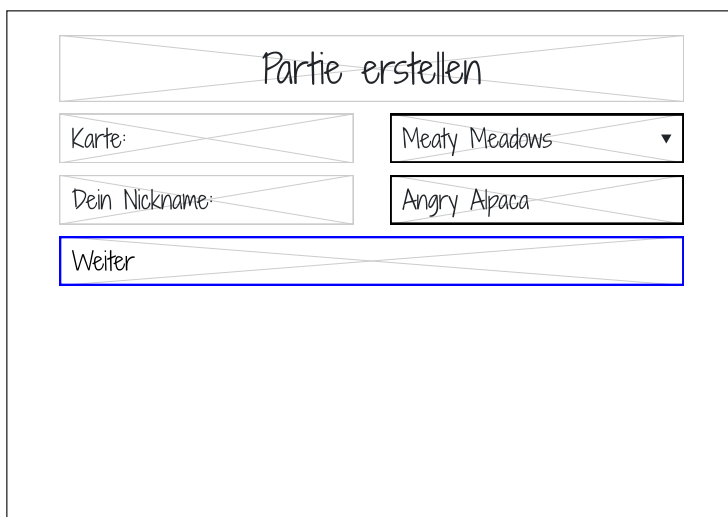 Partie erstellen
Karte: Meaty Meadows
Dein Nickname: Angry Alpaca
Weiter